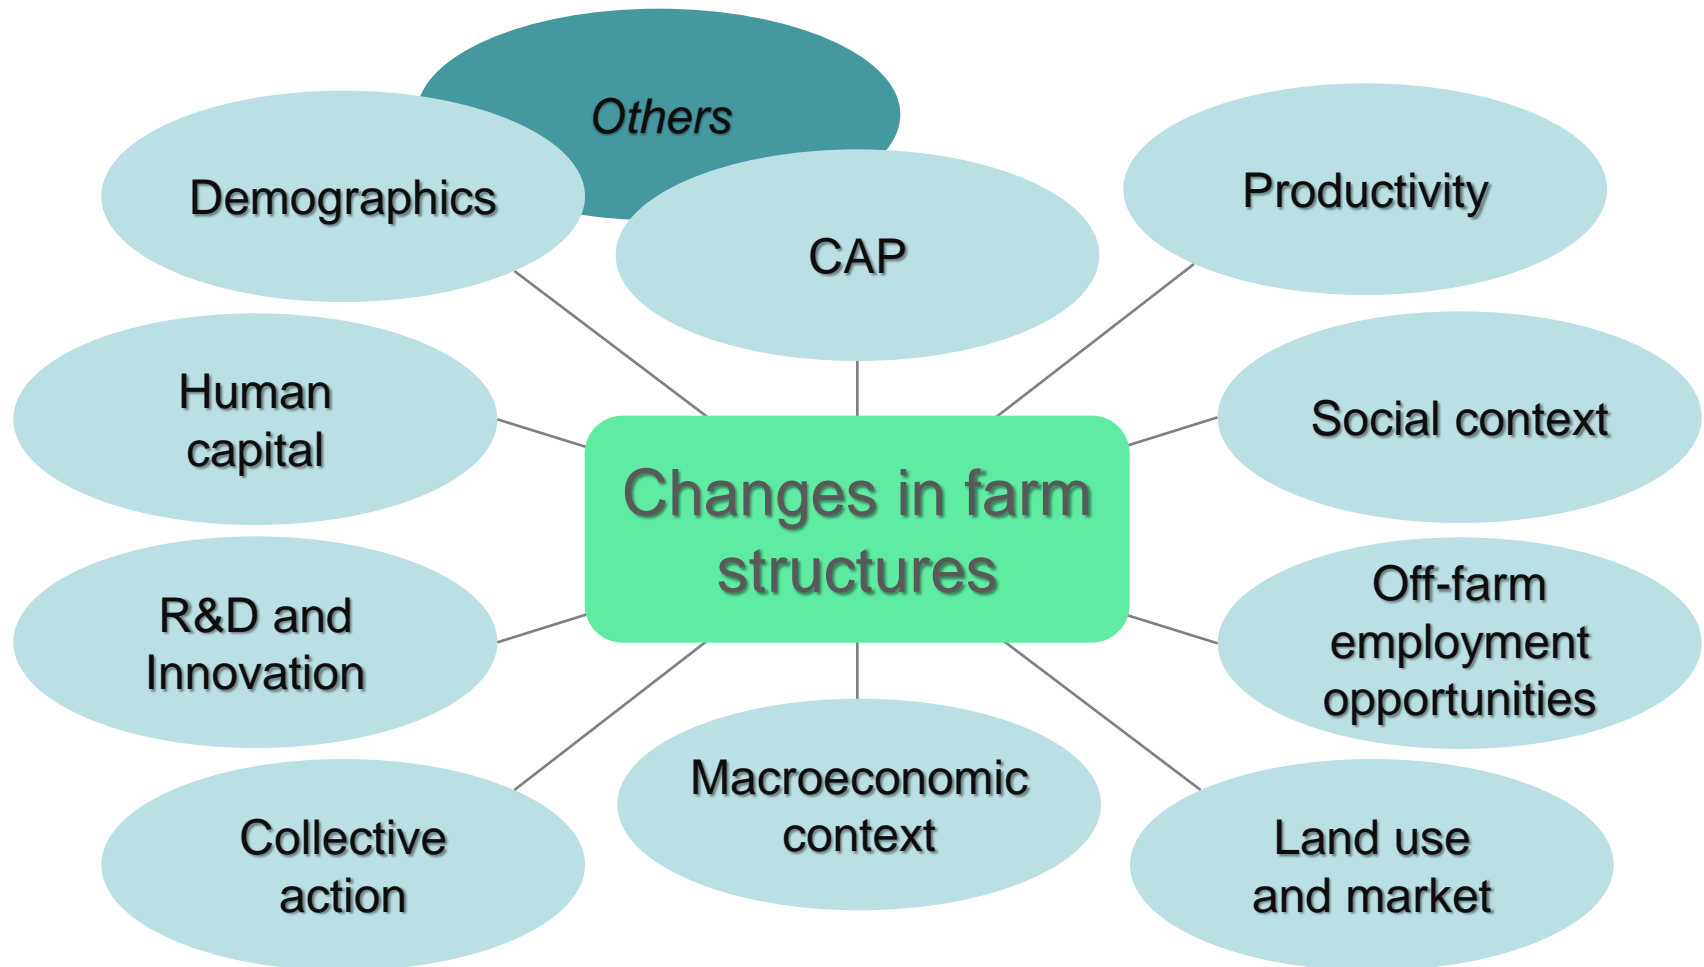 Others
Demographics
CAP
Productivity
Human
capital
Social context
Changes in farm
structures
R&D and
Innovation
Off-farm
employment
opportunities
Collective
action
Macroeconomic
context
Land use
and market